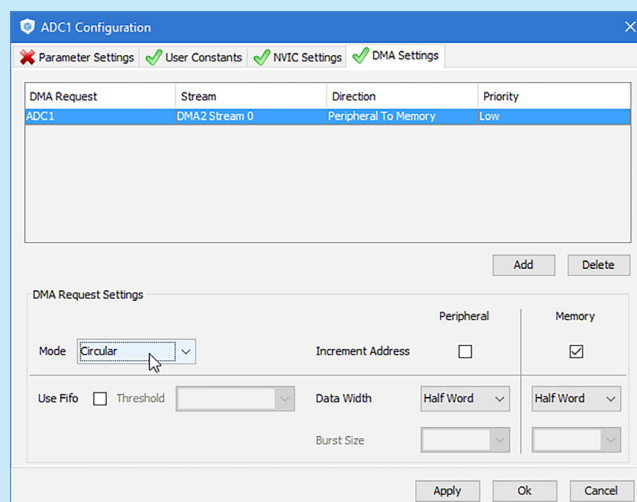 ADC1 Configuration
Parameter Settings User Constants NVIC Settings DMA Settings
DMA Request Stream Direction Priority
ADC1 DMA2 Stream 0 Peripheral To Memory Low
Add Delete
DMA Request Settings
Peripheral Memory
Mode Circular Increment Address
Use Fifo Threshold Data Width Half Word Half Word
Burst Size
Apply Ok Cancel